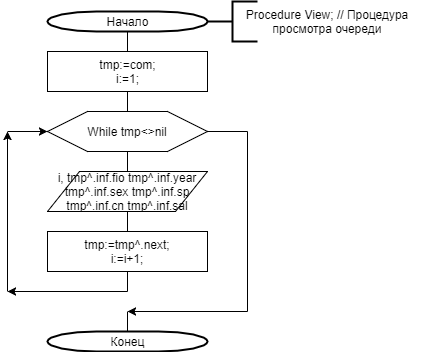 Начало
Procedure View; // Процедура
просмотра очереди
tmp:=com;
i:=1;
While tmp<>nil
i, tmp^.inf.fio tmp^.inf.year
tmp^.inf.sex tmp^.inf.sp
tmp^.inf.cn tmp^.inf.sal
tmp:=tmp^.next;
i:=i+1;
Конец